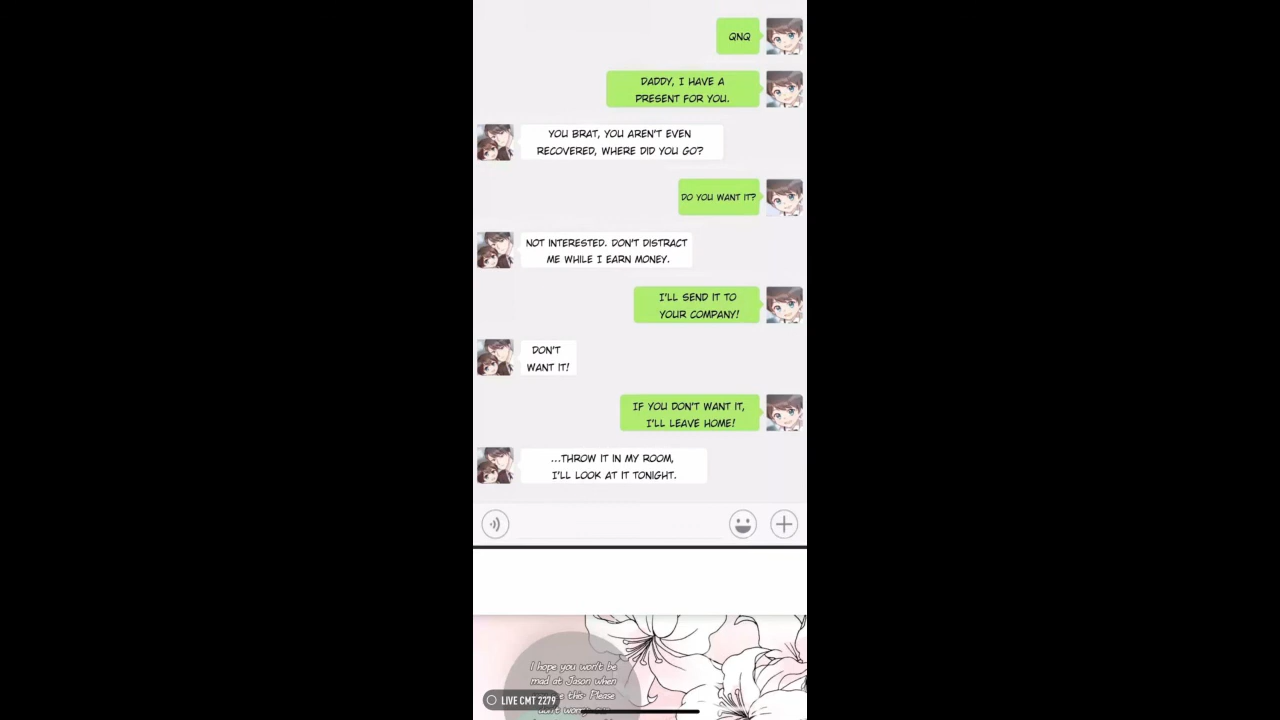 QNQ
DADDY, I HAVE A
PRESENT FOR YOU.
YOU BRAT, YOU AREN'T EVEN
RECOVERED, WHERE DID YOU GO?
DO YOU WANT IT?
NOT INTERESTED. DON'T DISTRACT
ME WHILE I EARN MONEY.
I'LL SEND IT TO
YOUR COMPANY!
DON'T
WANT IT!
IF YOU DON'T WANT IT,
I'LL LEAVE HOME!
...THROW IT IN MY ROOM,
I'LL LOOK AT IT TONIGHT.
I hope you won't be
mad at Jason when
this. Please
LIVE CMT 2279